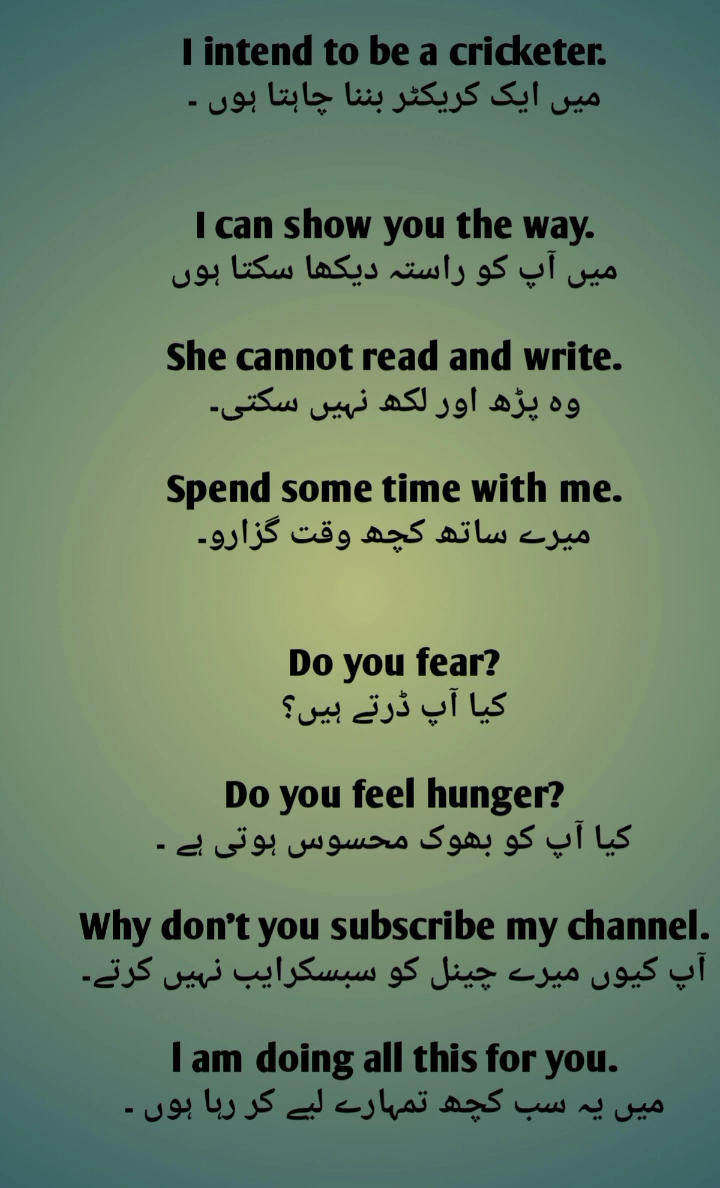 I intend to be a cricketer.
میں ایک کریکٹر بننا چاہتا ہوں ۔
I can show you the way.
میں آپ کو راستہ دیکھا سکتا ہوں
She cannot read and write.
وہ پڑھ اور لکھ نہیں سکتی۔
Spend some time with me.
میرے ساتھ کچھ وقت گزارو۔
Do you fear?
کیا آپ ڈرتے ہیں؟
Do you feel hunger?
کیا آپ کو بھوک محسوس ہوتی ہے ۔
Why don't you subscribe my channel.
آپ کیوں میرے چینل کو سبسکرایب نہیں کرتے۔
I am doing all this for you.
میں یہ سب کچھ تمہارے لیے کر رہا ہوں ۔